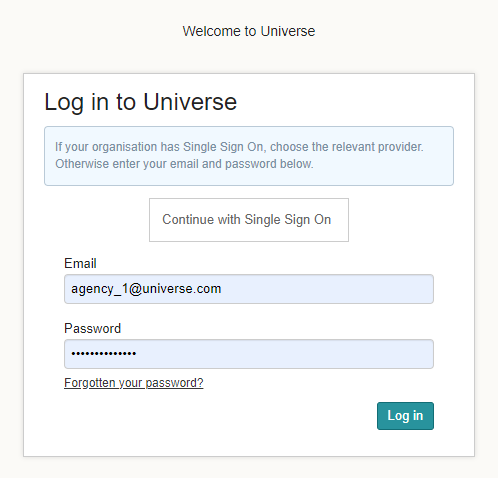 Welcome to Universe
Log in to Universe
If your organisation has Single Sign On, choose the relevant provider.
Otherwise enter your email and password below.
Continue with Single Sign On
Email
agency_1@universe.com
Password
••••••••••••••
Forgotten your password?
Log in